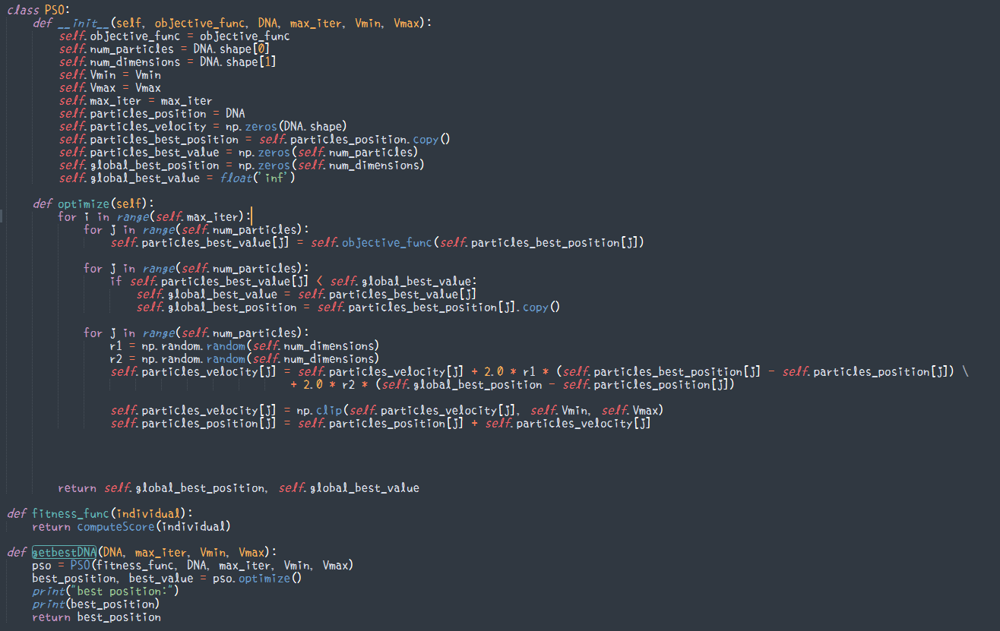 class PSO:
    def __init__(self, objective_func, DNA, max_iter, Vmin, Vmax):
        self.objective_func = objective_func
        self.num_particles = DNA.shape[0]
        self.num_dimensions = DNA.shape[1]
        self.Vmin = Vmin
        self.Vmax = Vmax
        self.max_iter = max_iter
        self.particles_position = DNA
        self.particles_velocity = np.zeros(DNA.shape)
        self.particles_best_position = self.particles_position.copy()
        self.particles_best_value = np.zeros(self.num_particles)
        self.global_best_position = np.zeros(self.num_dimensions)
        self.global_best_value = float('inf')
    def optimize(self):
        for i in range(self.max_iter):
            for j in range(self.num_particles):
                self.particles_best_value[j] = self.objective_func(self.particles_best_position[j])
            for j in range(self.num_particles):
                if self.particles_best_value[j] < self.global_best_value:
                    self.global_best_value = self.particles_best_value[j]
                    self.global_best_position = self.particles_best_position[j].copy()
            for j in range(self.num_particles):
                r1 = np.random.random(self.num_dimensions)
                r2 = np.random.random(self.num_dimensions)
                self.particles_velocity[j] = self.particles_velocity[j] + 2.0 * r1 * (self.particles_best_position[j] - self.particles_position[j]) \
                                            + 2.0 * r2 * (self.global_best_position - self.particles_position[j])
                self.particles_velocity[j] = np.clip(self.particles_velocity[j], self.Vmin, self.Vmax)
                self.particles_position[j] = self.particles_position[j] + self.particles_velocity[j]
        return self.global_best_position, self.global_best_value
def fitness_func(individual):
    return computeScore(individual)
def getbestDNA(DNA, max_iter, Vmin, Vmax):
    pso = PSO(fitness_func, DNA, max_iter, Vmin, Vmax)
    best_position, best_value = pso.optimize()
    print("best position:")
    print(best_position)
    return best_position